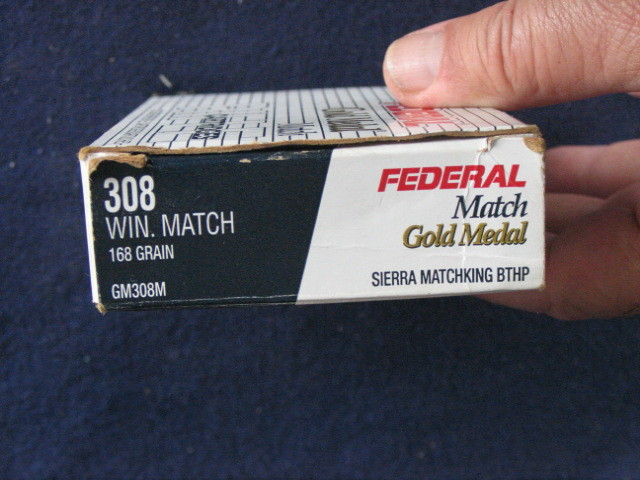 308
WIN. MATCH
168 GRAIN
GM308M
FEDERAL
Match
Gold Medal
SIERRA MATCHKING BTHP